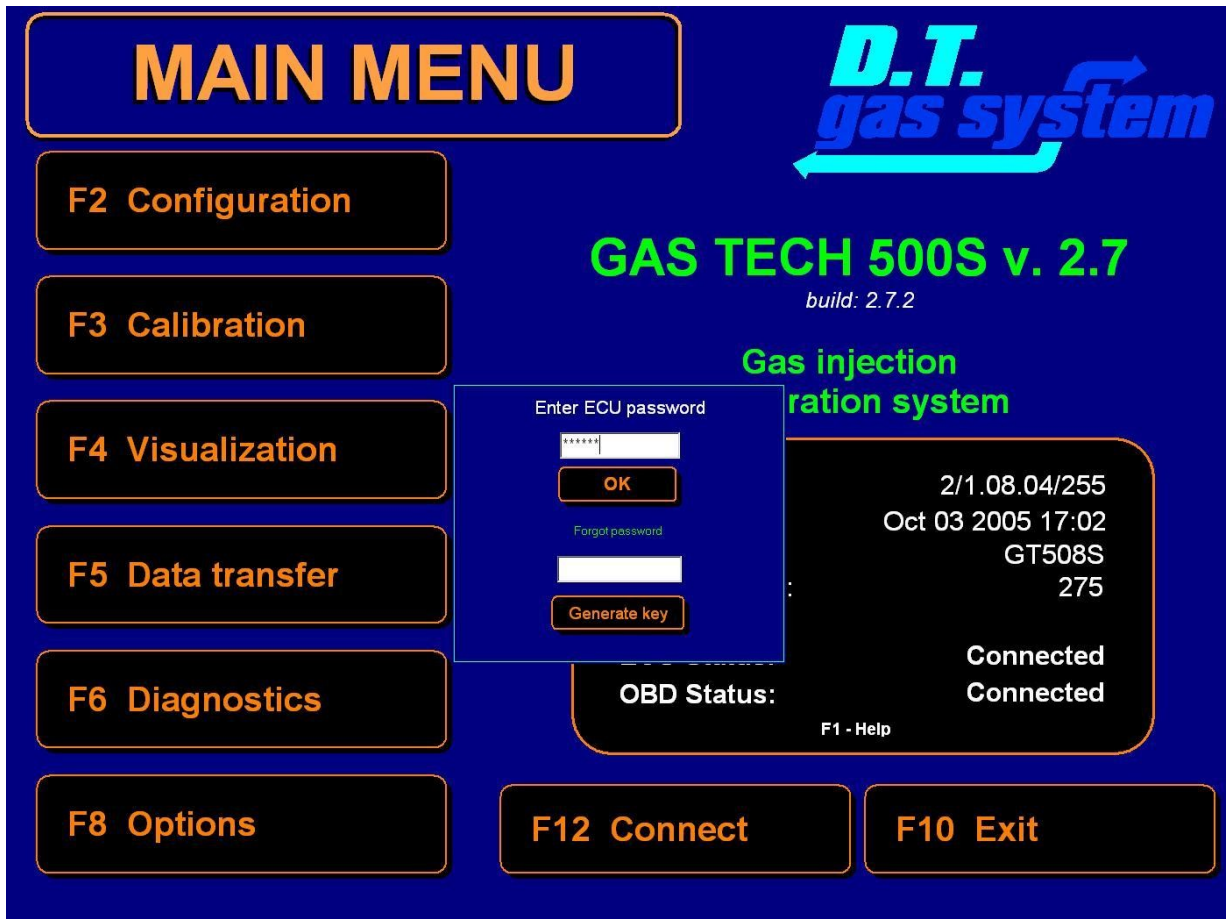 MAIN MENU
D.T.
gas system
F2 Configuration
F3 Calibration
F4 Visualization
F5 Data transfer
F6 Diagnostics
F8 Options
GAS TECH 500S v. 2.7
build: 2.7.2
Gas injection
ration system
Enter ECU password
******
OK
Forgot password
Generate key
2/1.08.04/255
Oct 03 2005 17:02
GT508S
: 275
Connected
OBD Status: Connected
F1 - Help
F12 Connect
F10 Exit